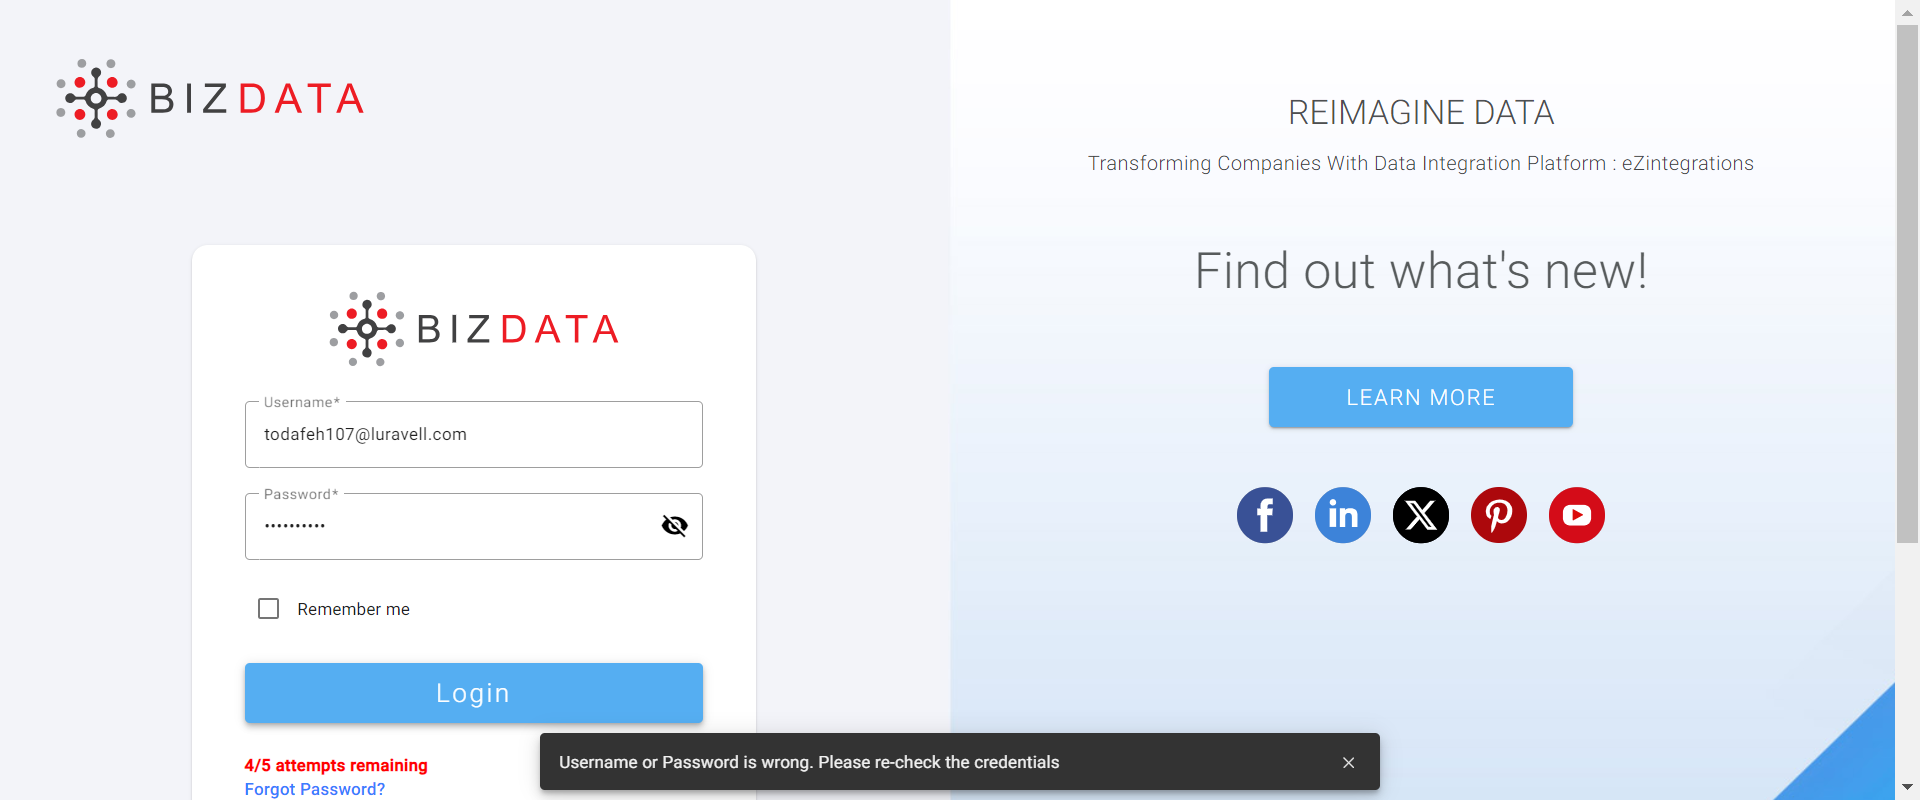 BIZDATA
BIZDATA
Username*
todafeh107@luravell.com
Password*
••••••••••
Remember me
Login
4/5 attempts remaining
Forgot Password?
REIMAGINE DATA
Transforming Companies With Data Integration Platform : eZintegrations
Find out what's new!
LEARN MORE
f
in
X
Username or Password is wrong. Please re-check the credentials